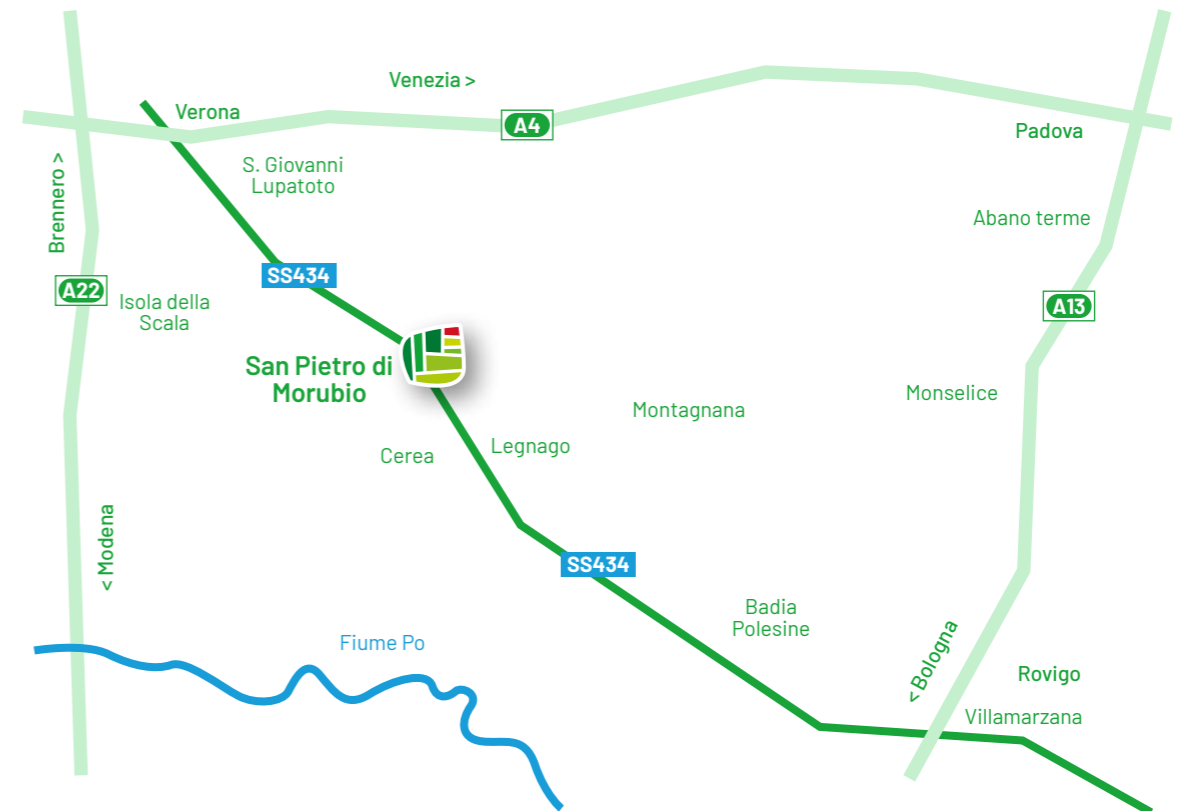 Venezia >
Verona
A4
Padova
S. Giovanni
Lupatoto
Brennero >
Abano terme
SS434
A22
Isola della
Scala
A13
San Pietro di
Morubio
Monselice
Montagnana
Legnago
Cerea
< Modena
SS434
Badia
Polesine
Fiume Po
< Bologna
Rovigo
Villamarzana